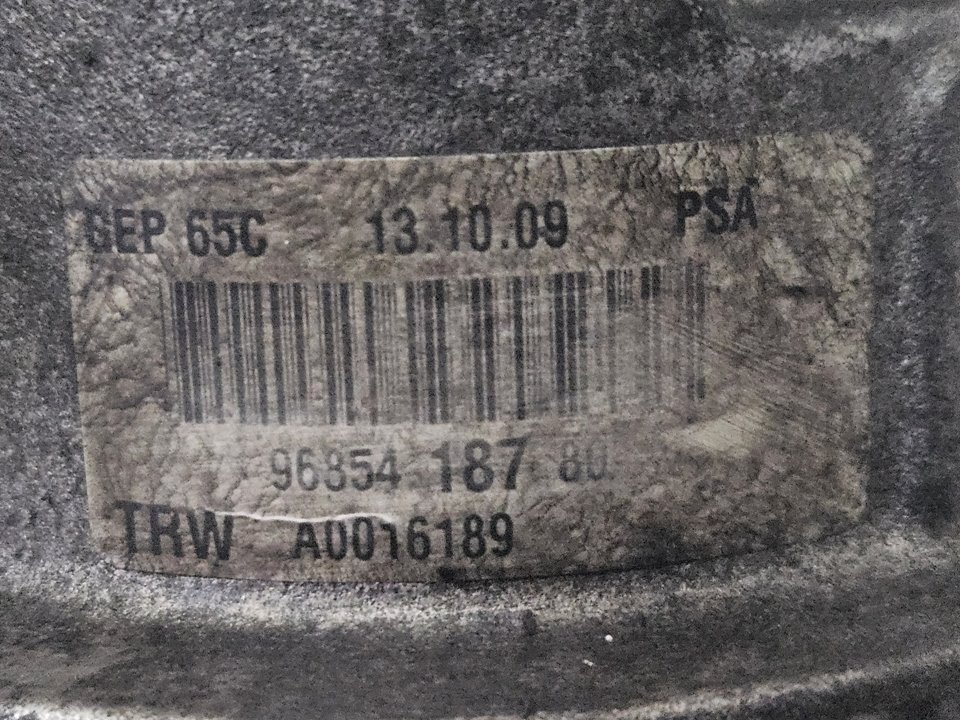 GEP 65C 13.10.09 PSA
96854 187 80
TRW A0016189